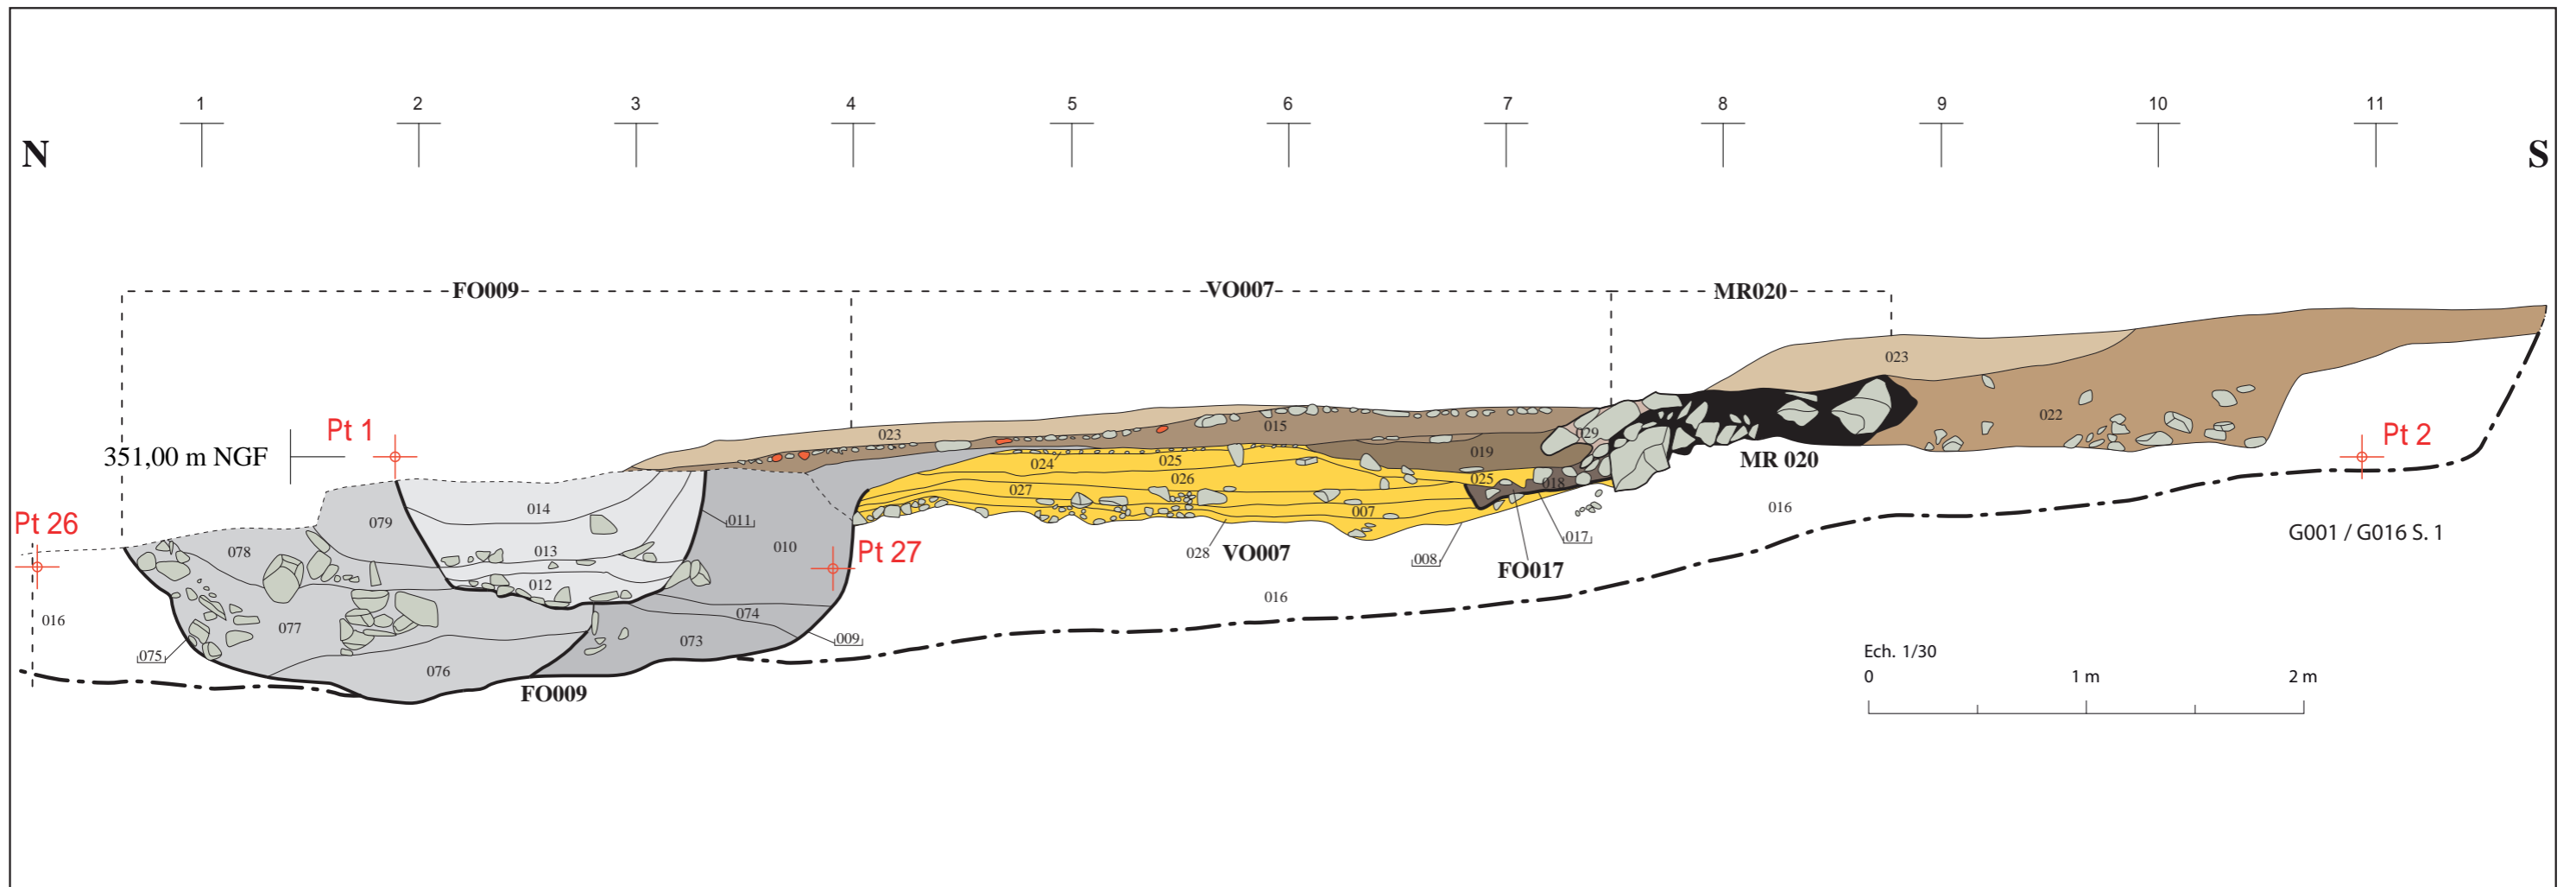 1 2 3 4 5 6 7 8 9 10 11
N S
FO009 VO007 MR020
023
Pt 1
351,00 m NGF
023 015 029 022 Pt 2
024 025 019 MR 020
026 025 018
014 027 007 016
Pt 26 079 011 G001 / G016 S. 1
078 013 010 Pt 27 028 VO007 008 017
012 FO017
016 077 074 016
075 073 009
076 Ech. 1/30
FO009 0 1 m 2 m